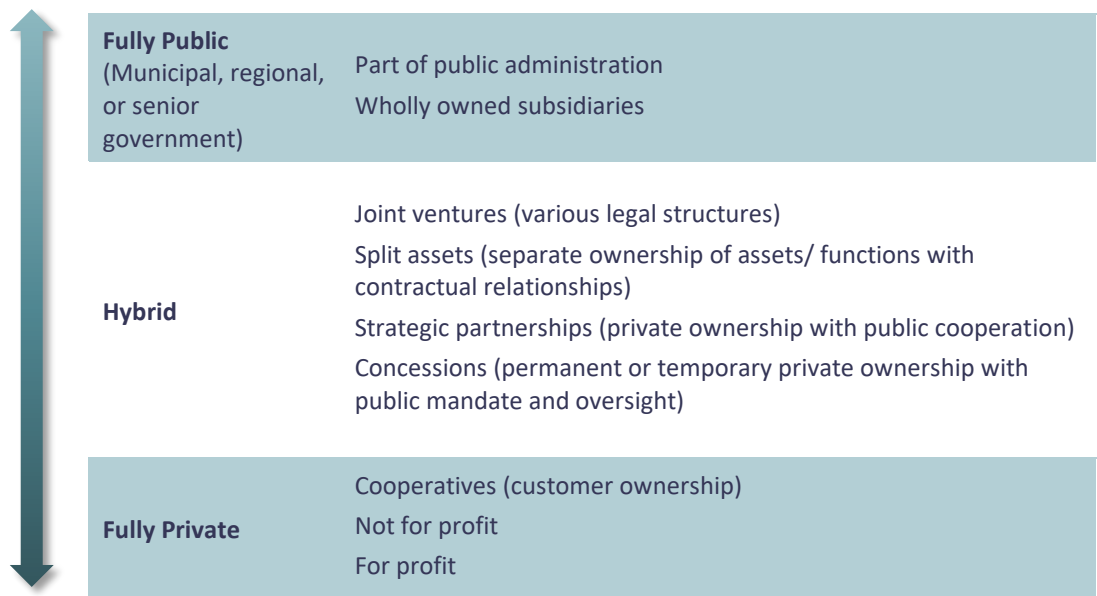 Fully Public
(Municipal, regional,
or senior
government)
Part of public administration
Wholly owned subsidiaries
Hybrid
Joint ventures (various legal structures)
Split assets (separate ownership of assets/ functions with
contractual relationships)
Strategic partnerships (private ownership with public cooperation)
Concessions (permanent or temporary private ownership with
public mandate and oversight)
Fully Private
Cooperatives (customer ownership)
Not for profit
For profit